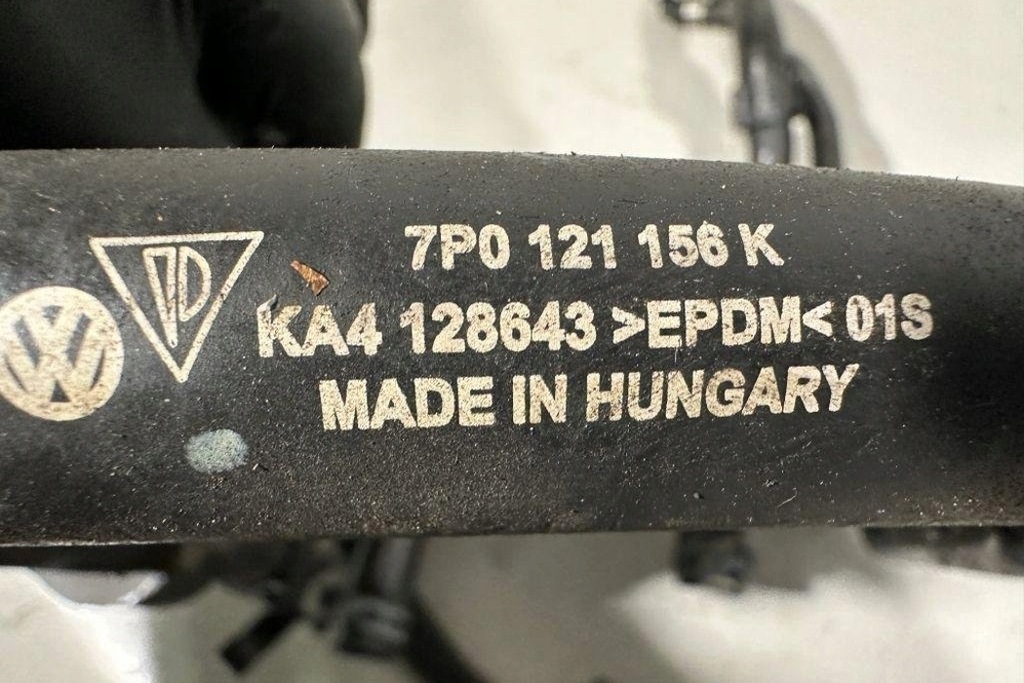 7P0 121 156 K
KA4 128643 >EPDM< 01S
MADE IN HUNGARY